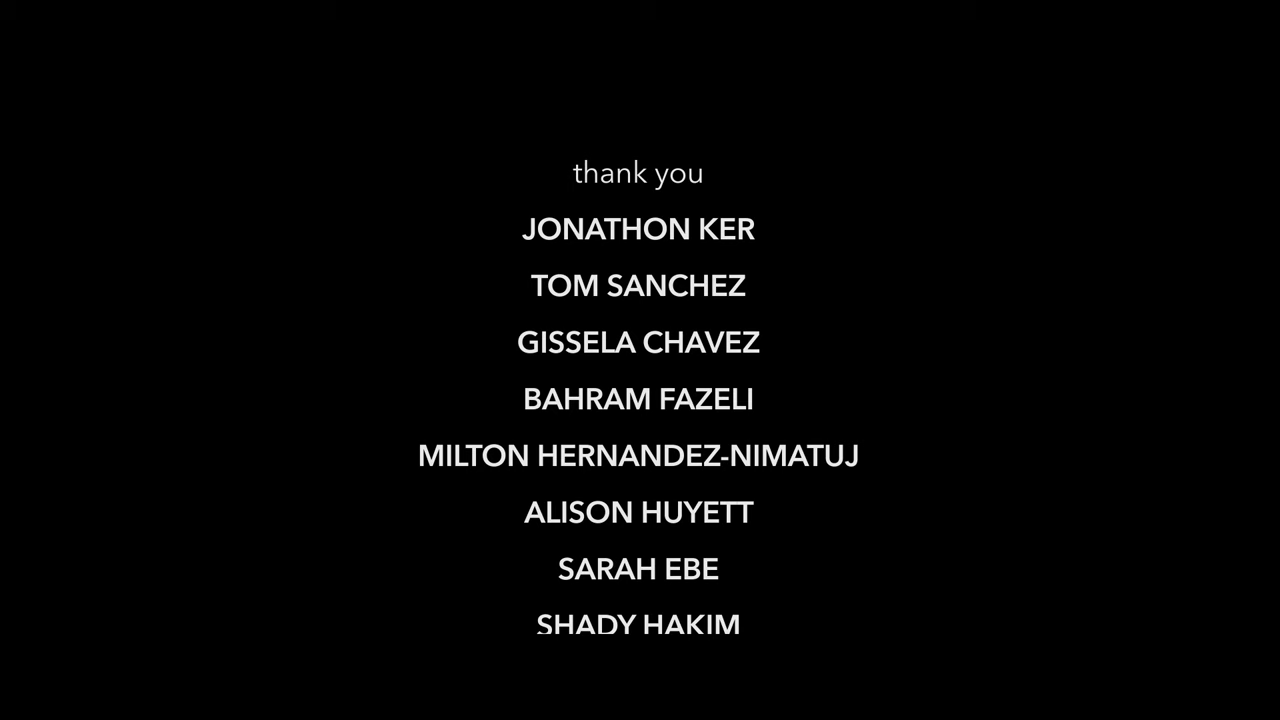 thank you
JONATHON KER
TOM SANCHEZ
GISSELA CHAVEZ
BAHRAM FAZELI
MILTON HERNANDEZ-NIMATUJ
ALISON HUYETT
SARAH EBE
SHADY HAKIM